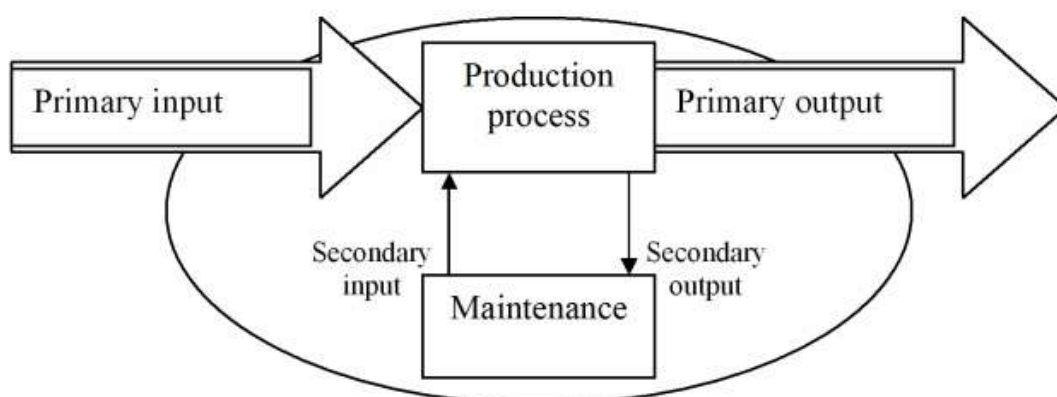 Primary input
Production
process
Primary output
Secondary
input
Secondary
output
Maintenance